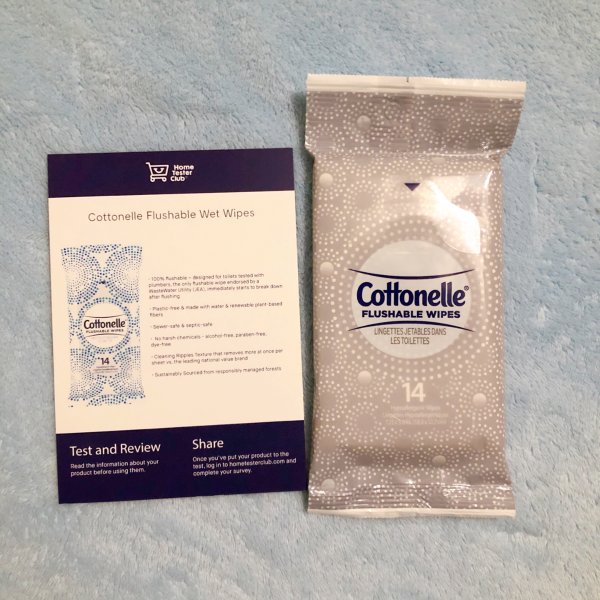 Home
Tester
Club
Cottonelle Flushable Wet Wipes
- 100% flushable – designed for toilets tested with
plumbers, the only flushable wipe endorsed by a
WasteWater Utility (JEA), immediately starts to break down
after flushing
- Plastic-free & made with water & renewable plant-based
fibers
- Sewer-safe & septic-safe
- No harsh chemicals - alcohol-free, paraben-free,
dye-free
- Cleaning Ripples Texture that removes more at once per
sheet vs. the leading national value brand
- Sustainably Sourced from responsibly managed forests
Cottonelle®
FLUSHABLE WIPES
14
Test and Review
Read the information about your
product before using them.
Share
Once you've put your product to the
test, log in to hometesterclub.com and
complete your survey.
Cottonelle®
FLUSHABLE WIPES
LINGETTES JETABLES DANS
LES TOILETTES
14